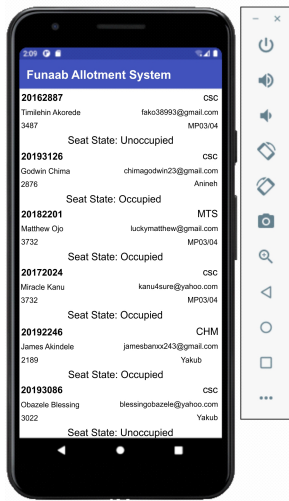 2:09
Funaab Allotment System
20162887 CSC
Timilehin Akorede fako38993@gmail.com
3487 MP03/04
Seat State: Unoccupied
20193126 CSC
Godwin Chima chimagodwin23@gmail.com
2876 Anineh
Seat State: Occupied
20182201 MTS
Matthew Ojo luckymatthew@gmail.com
3732 MP03/04
Seat State: Occupied
20172024 CSC
Miracle Kanu kanu4sure@yahoo.com
3732 MP03/04
Seat State: Occupied
20192246 CHM
James Akindele jamesbanxx243@gmail.com
2189 Yakub
Seat State: Occupied
20193086 CSC
Obazele Blessing blessingobazele@yahoo.com
3022 Yakub
Seat State: Unoccupied